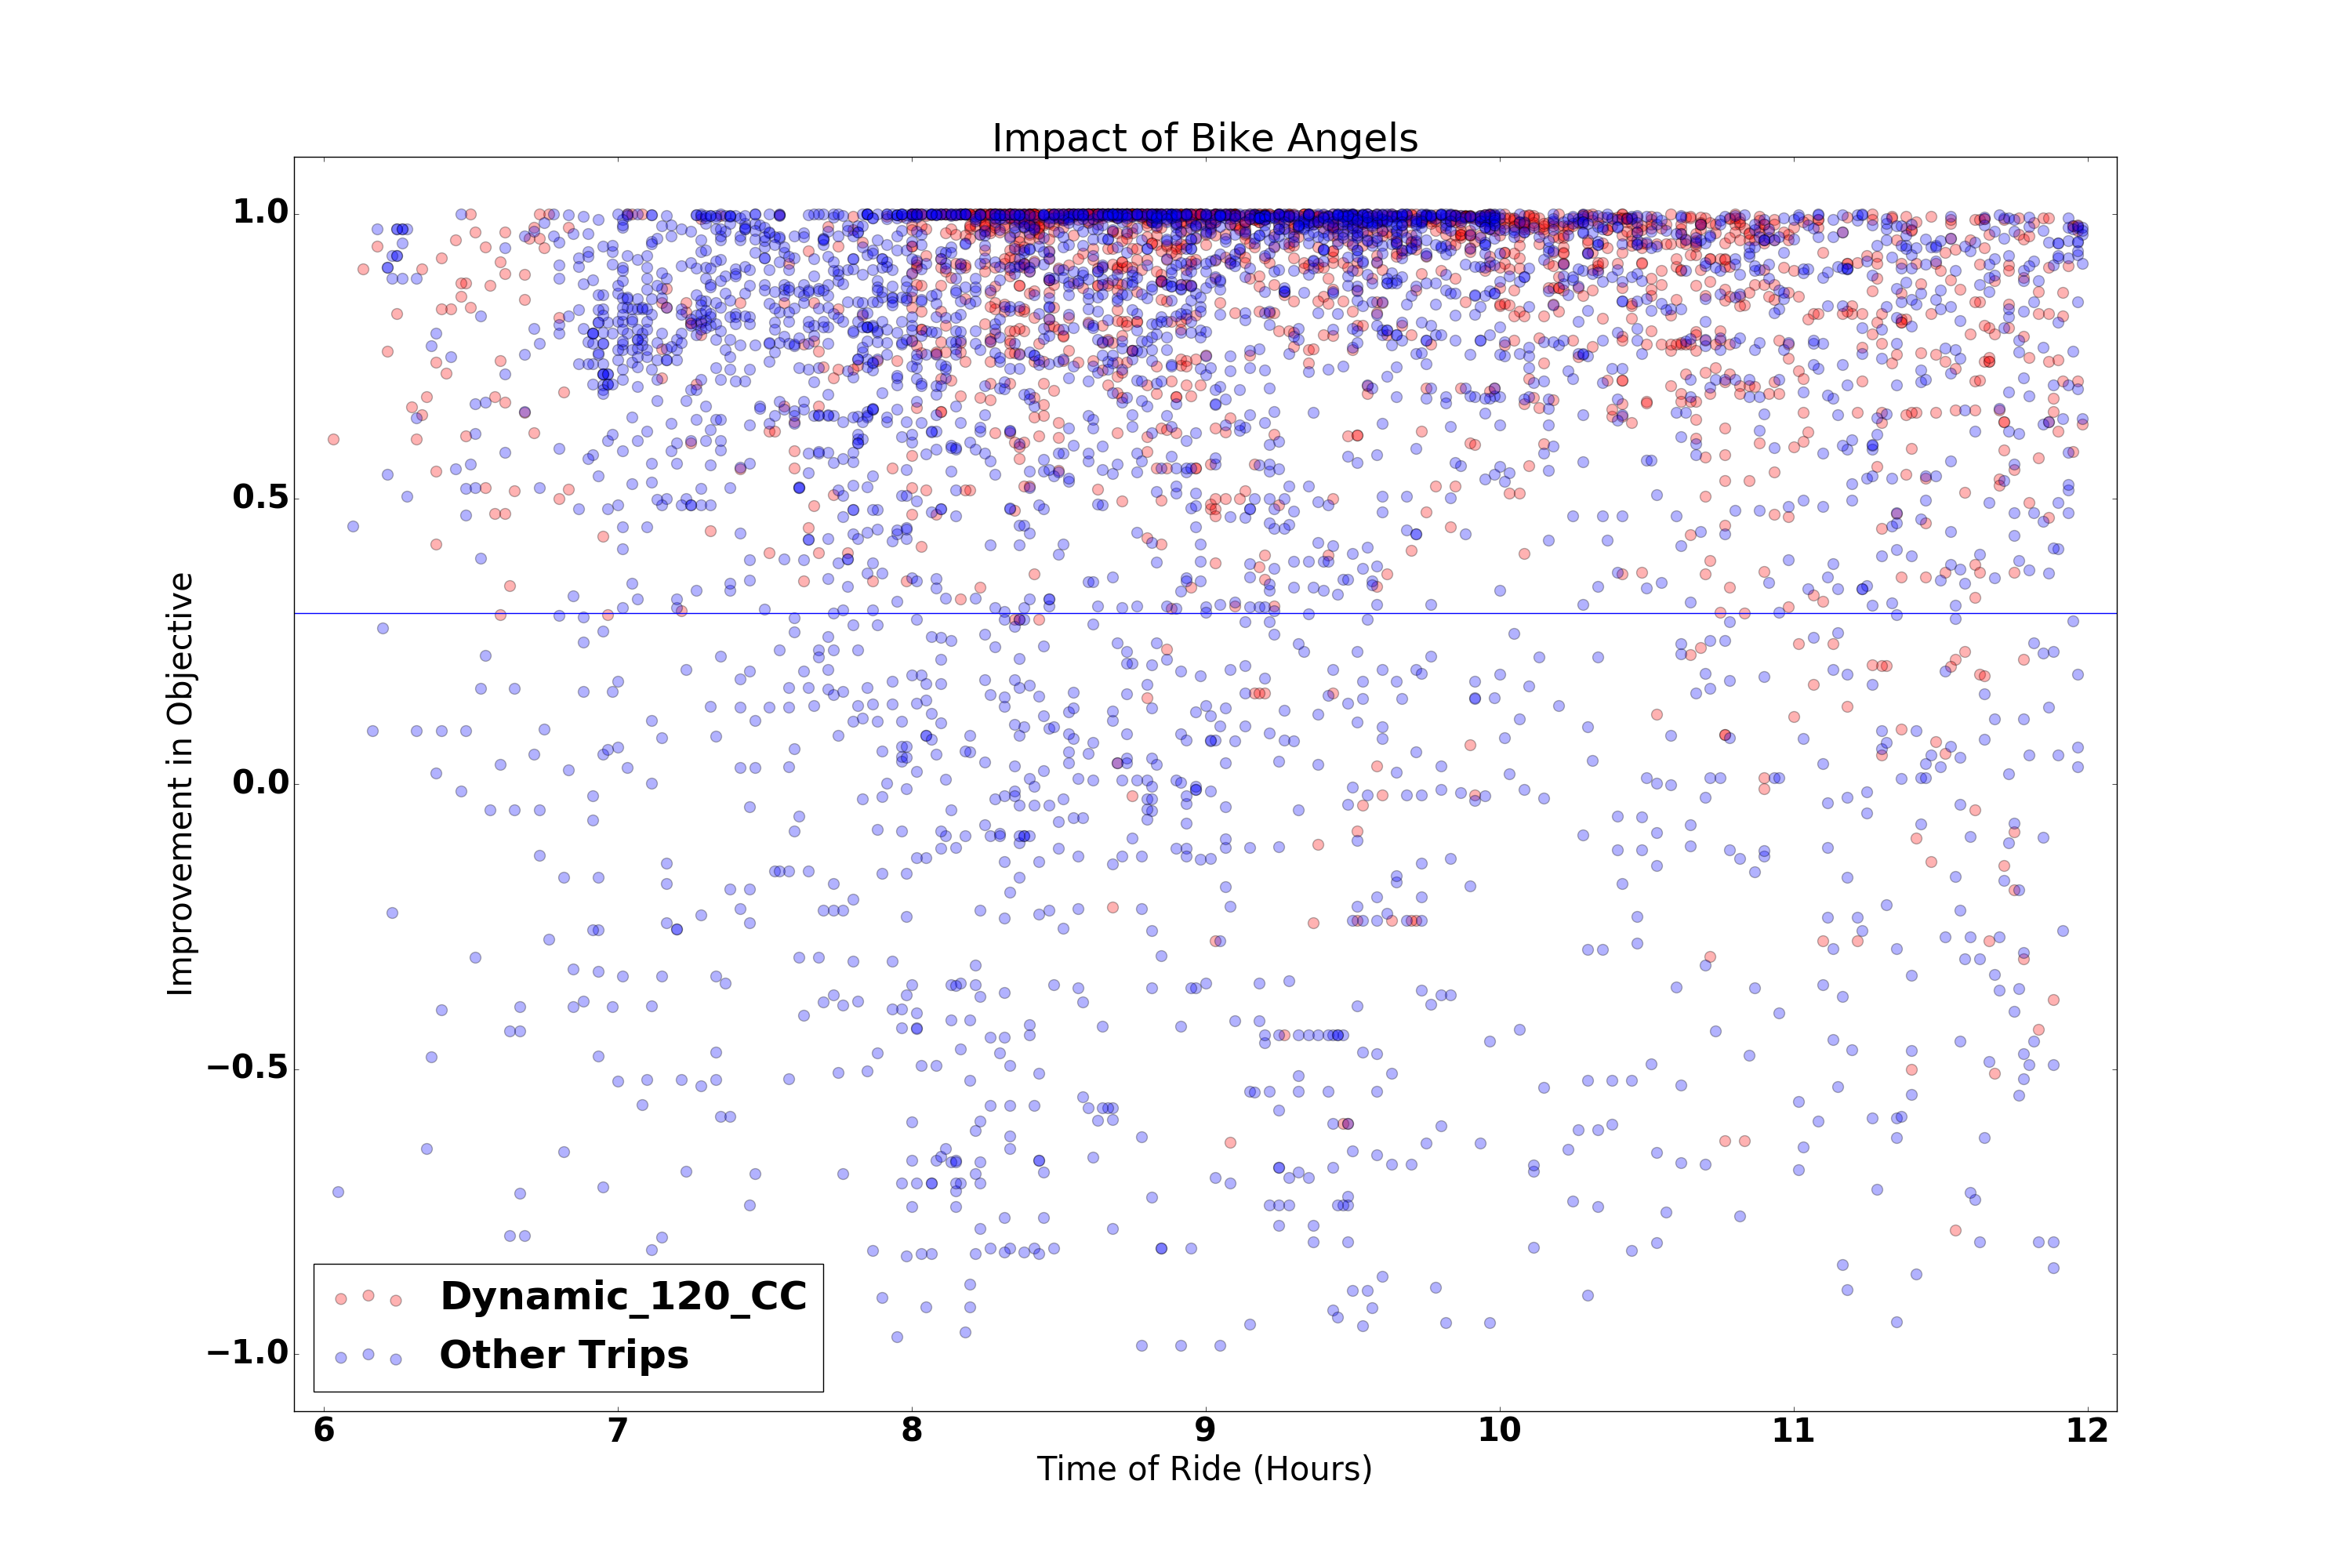 Impact of Bike Angels
1.0
0.5
0.0
−0.5
−1.0
Improvement in Objective
Dynamic_120_CC
Other Trips
6 7 8 9 10 11 12
Time of Ride (Hours)